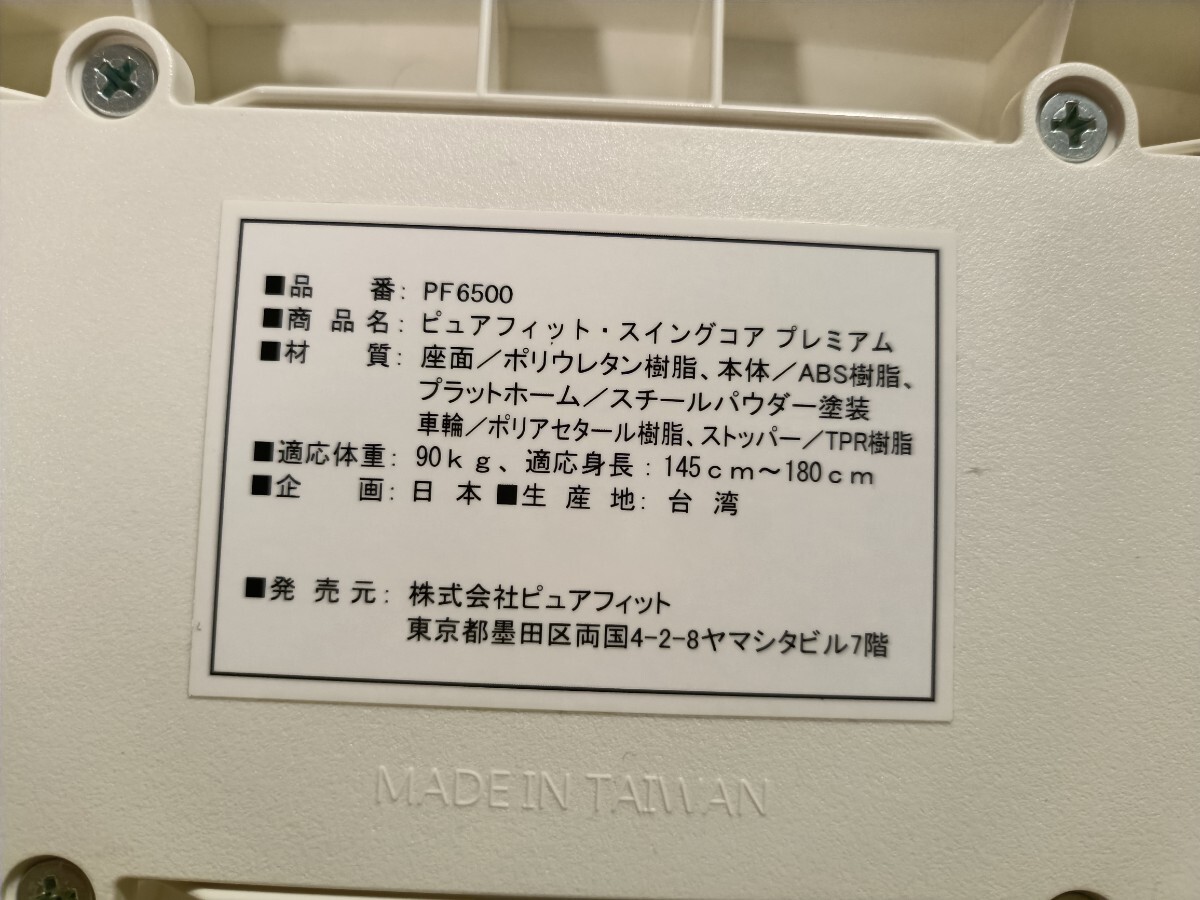 ■品　　番: PF6500
■商 品 名: ピュアフィット・スイングコア プレミアム
■材　　質: 座面／ポリウレタン樹脂、本体／ABS樹脂、
プラットホーム／スチールパウダー塗装
車輪／ポリアセタール樹脂、ストッパー／TPR樹脂
■適応体重: 90ｋｇ、適応身長: 145ｃｍ～180ｃｍ
■企　　画: 日 本 ■生 産 地: 台 湾
■発 売 元: 株式会社ピュアフィット
東京都墨田区両国4-2-8ヤマシタビル7階
MADE IN TAIWAN